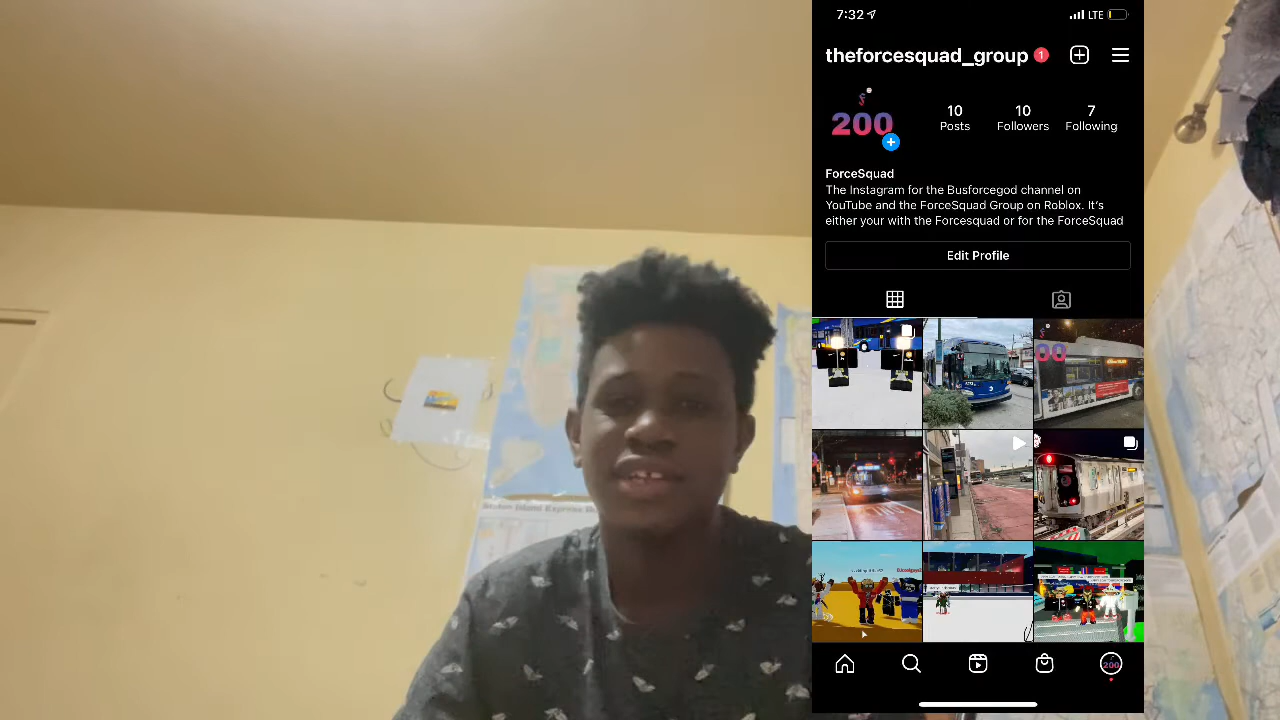 7:32
LTE
theforcesquad_group
1
200
10
Posts
10
Followers
7
Following
ForceSquad
The Instagram for the Busforcegod channel on
YouTube and the ForceSquad Group on Roblox. It's
either your with the Forcesquad or for the ForceSquad
Edit Profile
00
200